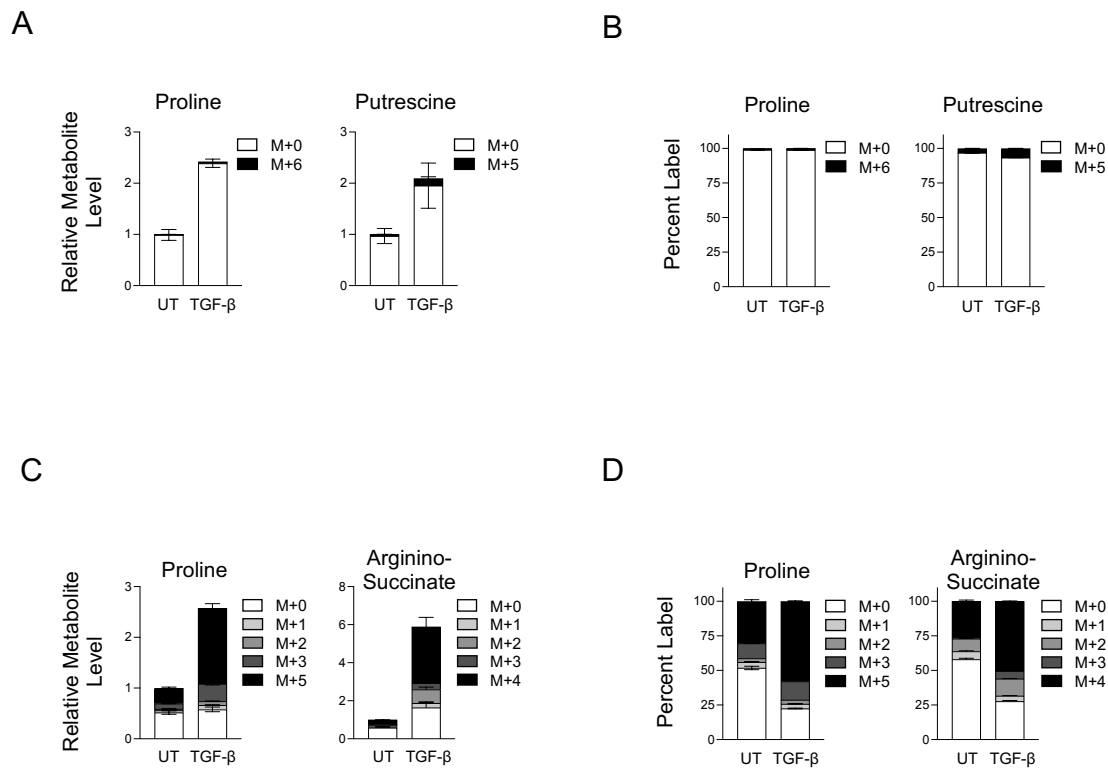 A
Proline
Putrescine
Relative Metabolite
Level
3
2
1
0
UT
TGF-β
M+0
M+6
3
2
1
0
UT
TGF-β
M+0
M+5
B
Proline
Putrescine
Percent Label
100
75
50
25
0
UT
TGF-β
M+0
M+6
100
75
50
25
0
UT
TGF-β
M+0
M+5
C
Proline
Arginino-
Succinate
Relative Metabolite
Level
3
2
1
0
UT
TGF-β
M+0
M+1
M+2
M+3
M+5
8
6
4
2
0
UT
TGF-β
M+0
M+1
M+2
M+3
M+4
D
Proline
Arginino-
Succinate
Percent Label
100
75
50
25
0
UT
TGF-β
M+0
M+1
M+2
M+3
M+5
100
75
50
25
0
UT
TGF-β
M+0
M+1
M+2
M+3
M+4